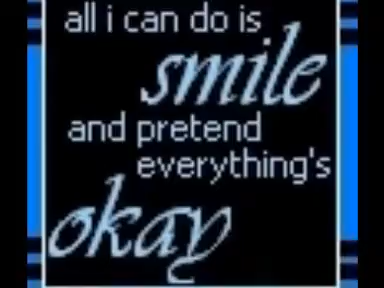 all i can do is
smile
and pretend
everything's
okay